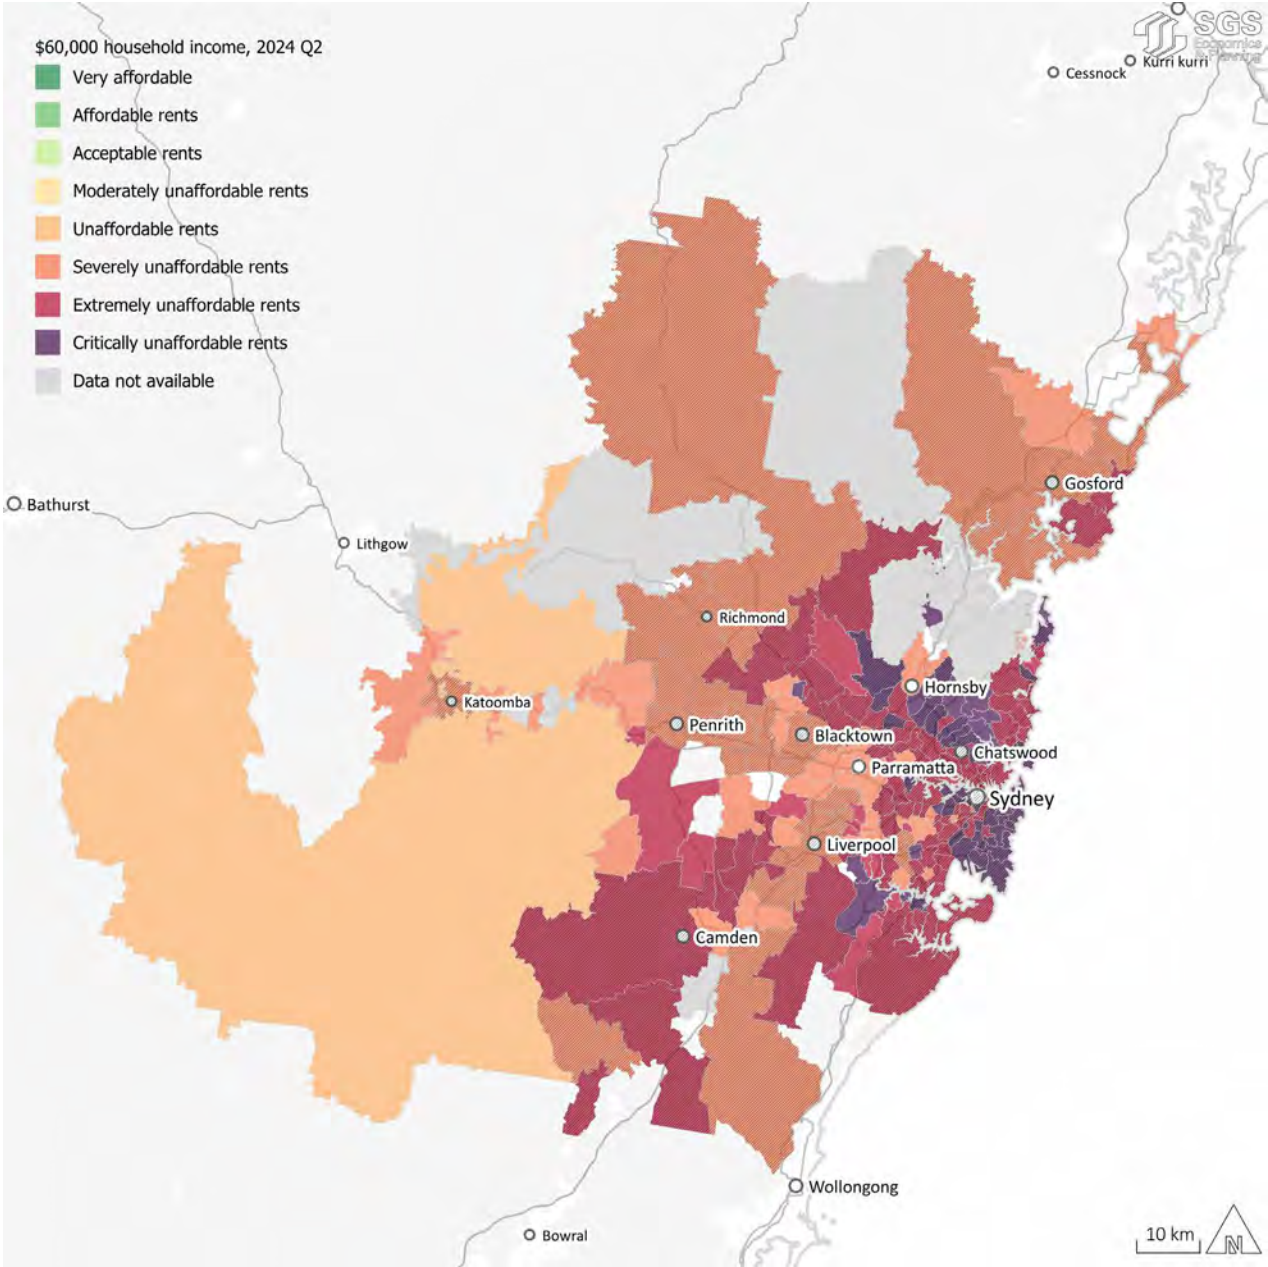 $60,000 household income, 2024 Q2
Very affordable
Affordable rents
Acceptable rents
Moderately unaffordable rents
Unaffordable rents
Severely unaffordable rents
Extremely unaffordable rents
Critically unaffordable rents
Data not available
SGS
Economics
& Planning
Kurri kurri
Cessnock
Gosford
Bathurst
Lithgow
Richmond
Hornsby
Katoomba
Penrith
Blacktown
Chatswood
Parramatta
Sydney
Liverpool
Camden
Wollongong
Bowral
10 km
N